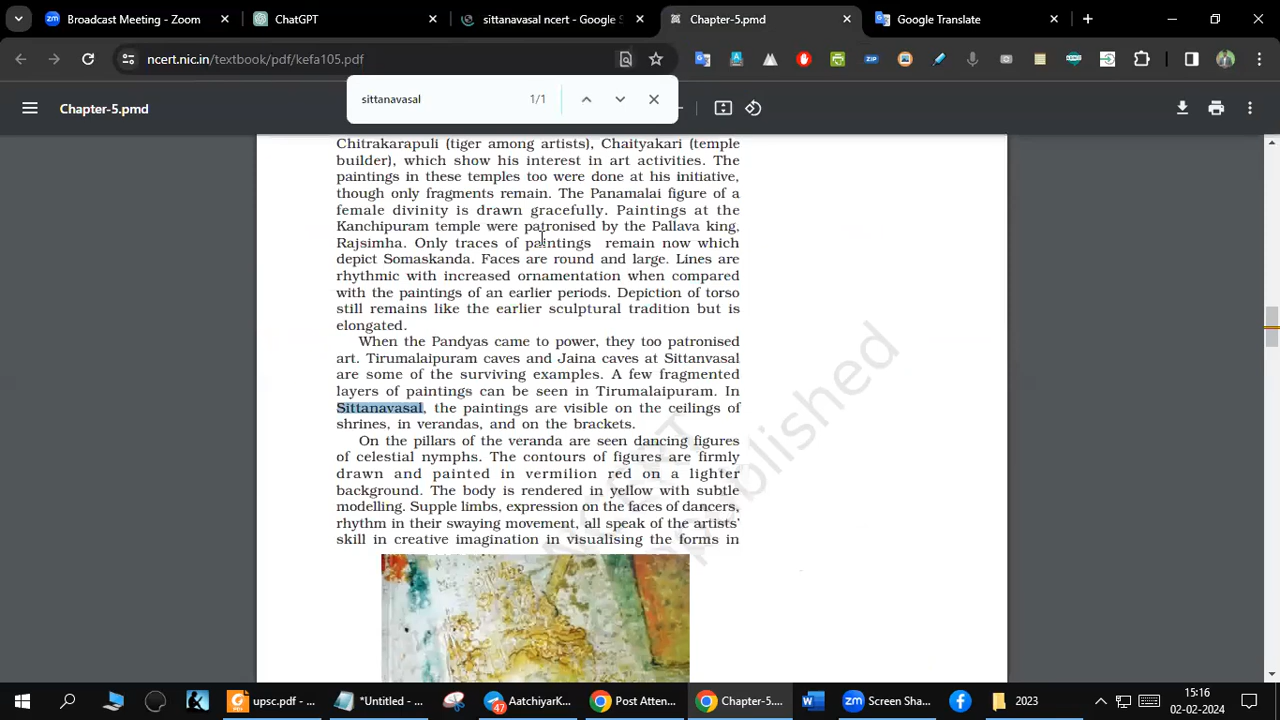 Broadcast Meeting - Zoom
ChatGPT
sittanavasal ncert - Google S
Chapter-5.pmd
Google Translate
ncert.nic.in/textbook/pdf/kefa105.pdf
sittanavasal 1/1
Chapter-5.pmd
Chitrakarapuli (tiger among artists), Chaityakari (temple
builder), which show his interest in art activities. The
paintings in these temples too were done at his initiative,
though only fragments remain. The Panamalai figure of a
female divinity is drawn gracefully. Paintings at the
Kanchipuram temple were patronised by the Pallava king,
Rajsimha. Only traces of paintings remain now which
depict Somaskanda. Faces are round and large. Lines are
rhythmic with increased ornamentation when compared
with the paintings of an earlier periods. Depiction of torso
still remains like the earlier sculptural tradition but is
elongated.
When the Pandyas came to power, they too patronised
art. Tirumalaipuram caves and Jaina caves at Sittanvasal
are some of the surviving examples. A few fragmented
layers of paintings can be seen in Tirumalaipuram. In
Sittanavasal, the paintings are visible on the ceilings of
shrines, in verandas, and on the brackets.
On the pillars of the veranda are seen dancing figures
of celestial nymphs. The contours of figures are firmly
drawn and painted in vermilion red on a lighter
background. The body is rendered in yellow with subtle
modelling. Supple limbs, expression on the faces of dancers,
rhythm in their swaying movement, all speak of the artists'
skill in creative imagination in visualising the forms in
NCERT
published
upsc.pdf - ...
*Untitled - ...
47
AatchiyarK...
Post Atten...
Chapter-5....
Screen Sha...
2023
15:16
02-02-2024